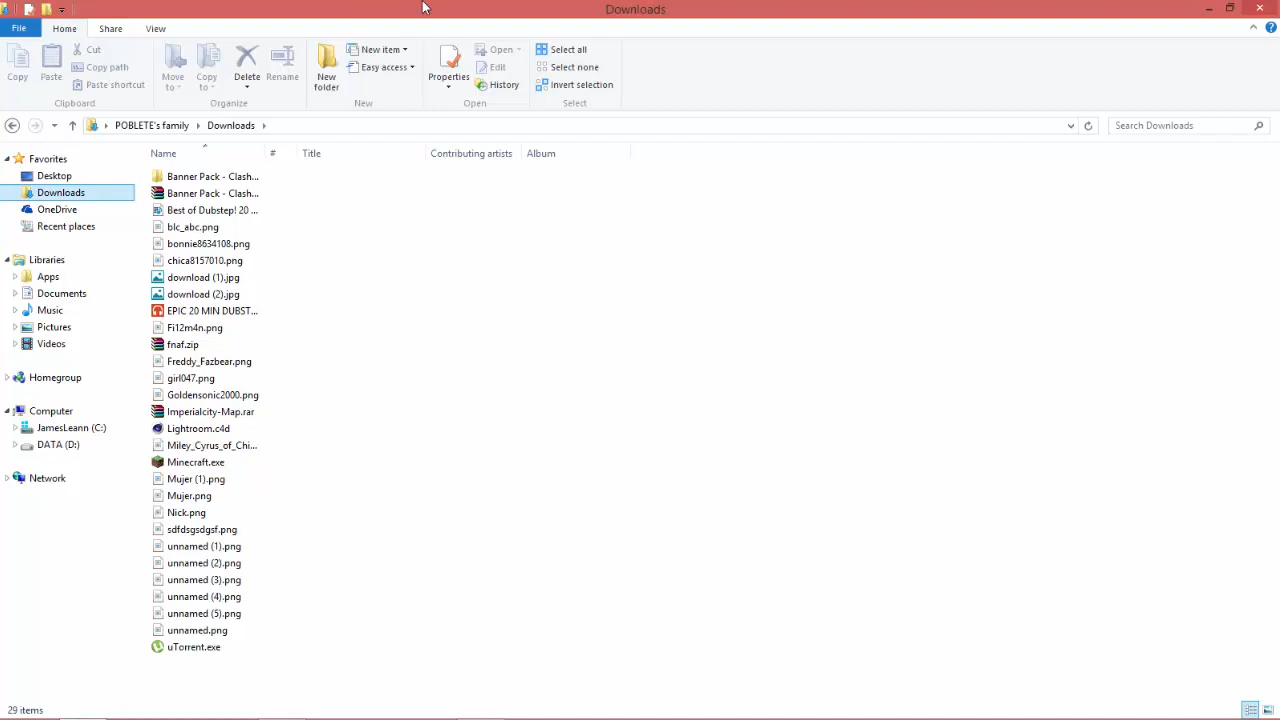 Downloads
File Home Share View
Copy Paste Cut Copy path Paste shortcut Move to Copy to Delete Rename New folder New item Easy access Properties Open Edit History Select all Select none Invert selection
Clipboard Organize New Open Select
POBLETE's family Downloads Search Downloads
Favorites
Desktop
Downloads
OneDrive
Recent places
Libraries
Apps
Documents
Music
Pictures
Videos
Homegroup
Computer
JamesLeann (C:)
DATA (D:)
Network
Name # Title Contributing artists Album
Banner Pack - Clash...
Banner Pack - Clash...
Best of Dubstep! 20 ...
blc_abc.png
bonnie8634108.png
chica8157010.png
download (1).jpg
download (2).jpg
EPIC 20 MIN DUBST...
Fi12m4n.png
fnaf.zip
Freddy_Fazbear.png
girl047.png
Goldensonic2000.png
Imperialcity-Map.rar
Lightroom.c4d
Miley_Cyrus_of_Chi...
Minecraft.exe
Mujer (1).png
Mujer.png
Nick.png
sdfdsgsdgsf.png
unnamed (1).png
unnamed (2).png
unnamed (3).png
unnamed (4).png
unnamed (5).png
unnamed.png
uTorrent.exe
29 items